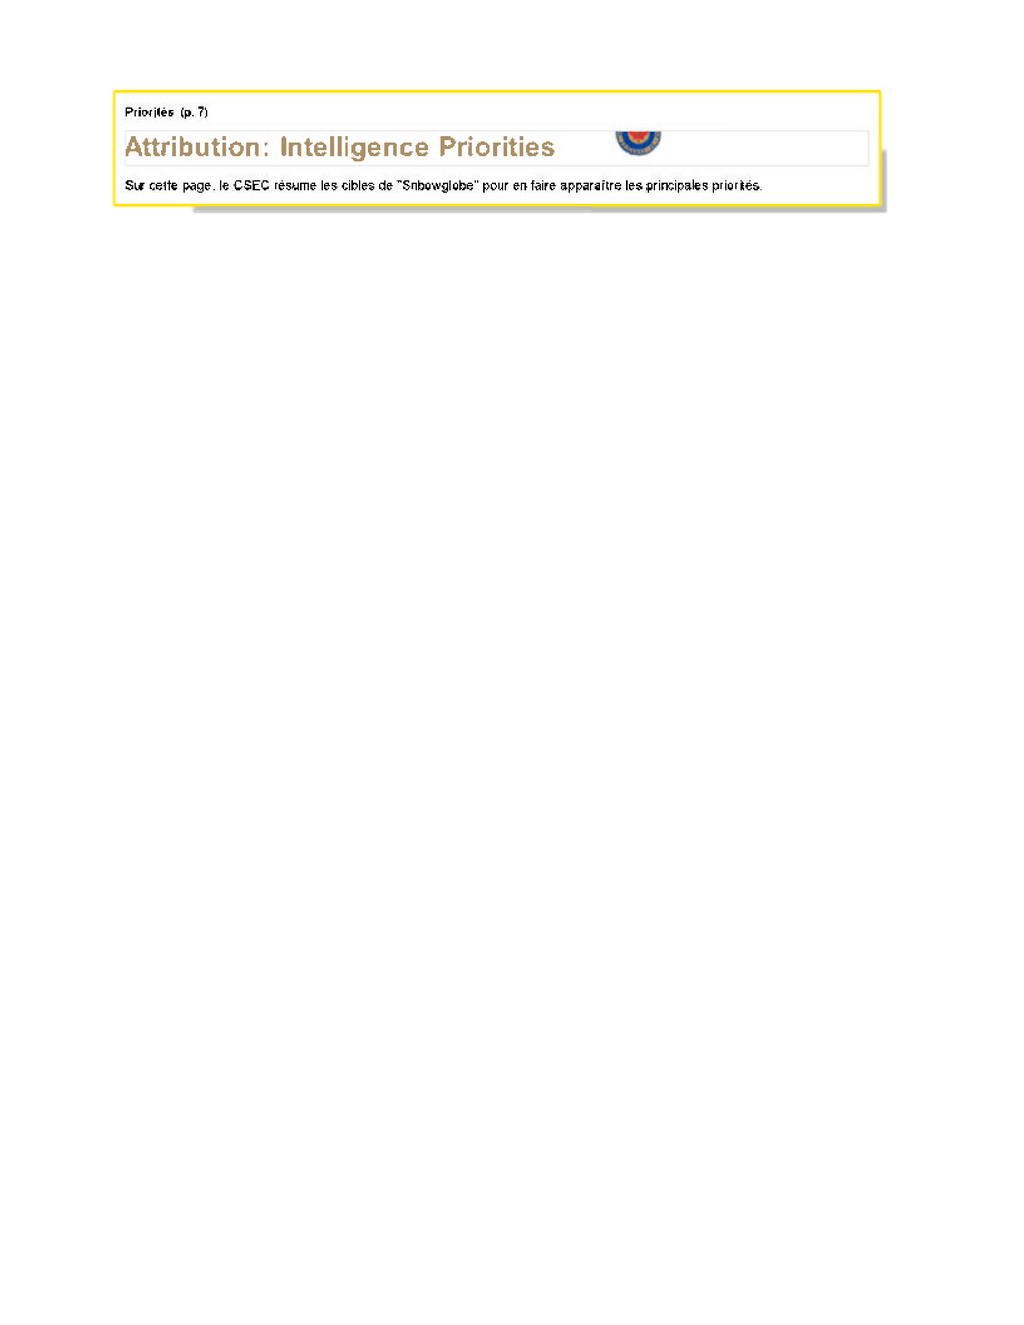 Priorités (p. 7)
Attribution: Intelligence Priorities
Sur cette page, le CSEC résume les cibles de "Snbowglobe" pour en faire apparaître les principales priorités.